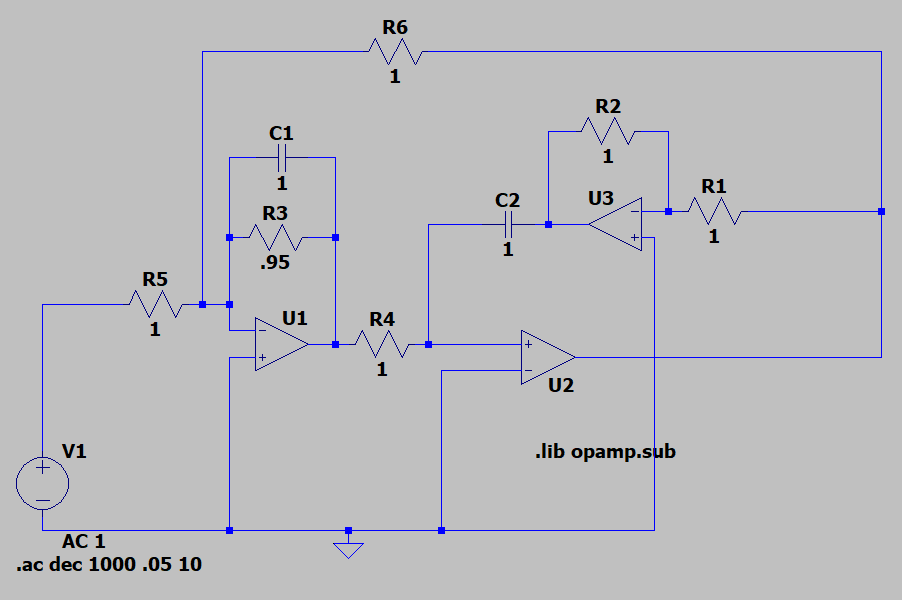 R6
1
R2
1
C1
1
U3
R1
1
C2
1
R3
.95
R5
1
U1
R4
1
U2
V1
.lib opamp.sub
AC 1
.ac dec 1000 .05 10